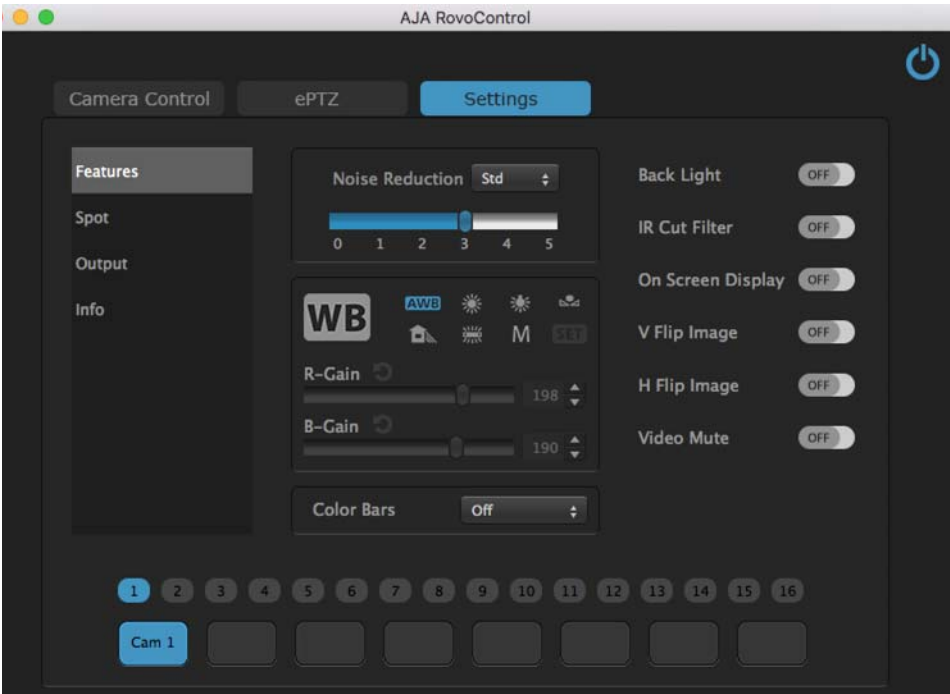 AJA RovoControl
Camera Control ePTZ Settings
Features
Spot
Output
Info
Noise Reduction Std
0 1 2 3 4 5
WB AWB
M SET
R-Gain
198
B-Gain
190
Color Bars Off
Back Light OFF
IR Cut Filter OFF
On Screen Display OFF
V Flip Image OFF
H Flip Image OFF
Video Mute OFF
1 2 3 4 5 6 7 8 9 10 11 12 13 14 15 16
Cam 1